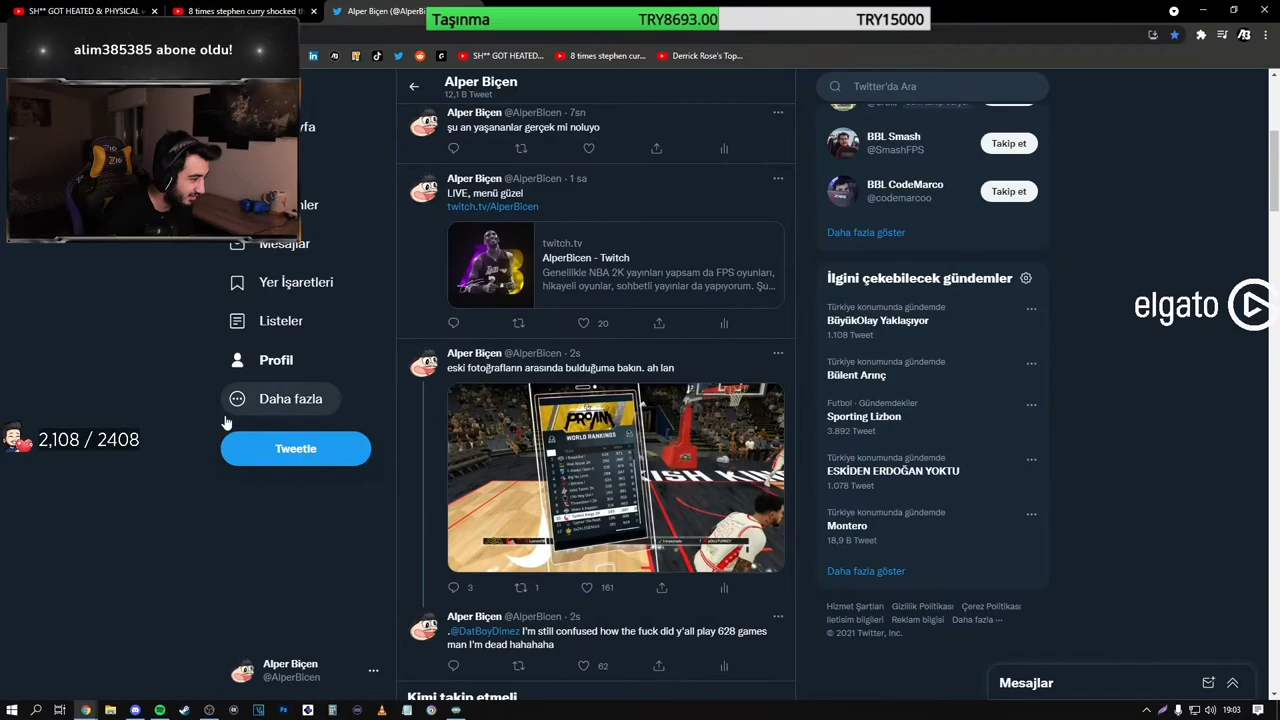 SH** GOT HEATED & PHYSICAL
8 times stephen curry shocked th
Alper Biçen (@AlperB
Taşınma
TRY8693.00
TRY15000
alim385385 abone oldu!
SH** GOT HEATED...
8 times stephen cur...
Derrick Rose's Top...
Alper Biçen
12,1 B Tweet
Twitter'da Ara
Alper Biçen @AlperBicen · 7sn
şu an yaşananlar gerçek mi noluyo
Alper Biçen @AlperBicen · 1 sa
LIVE, menü güzel
twitch.tv/AlperBicen
twitch.tv
AlperBicen - Twitch
Genellikle NBA 2K yayınları yapsam da FPS oyunları,
hikayeli oyunlar, sohbetli yayınlar da yapıyorum. Şu...
20
Alper Biçen @AlperBicen · 2s
eski fotoğrafların arasında bulduğuma bakın. ah lan
WORLD RANKINGS
3
1
161
Alper Biçen @AlperBicen · 2s
.@DatBoyDimez I'm still confused how the fuck did y'all play 628 games
man I'm dead hahahaha
62
Kimi takip etmeli
Mesajlar
Yer İşaretleri
Listeler
Profil
Daha fazla
Tweetle
2,108 / 2408
Alper Biçen
@AlperBicen
BBL Smash
@SmashFPS
Takip et
BBL CodeMarco
@codemarcoo
Takip et
Daha fazla göster
İlgini çekebilecek gündemler
Türkiye konumunda gündemde
BüyükOlay Yaklaşıyor
1.108 Tweet
Türkiye konumunda gündemde
Bülent Arınç
Futbol · Gündemdekiler
Sporting Lizbon
3.892 Tweet
Türkiye konumunda gündemde
ESKİDEN ERDOĞAN YOKTU
1.078 Tweet
Türkiye konumunda gündemde
Montero
18,9 B Tweet
Daha fazla göster
Hizmet Şartları Gizlilik Politikası Çerez Politikası
İletişim bilgileri Reklam bilgileri Daha fazla ···
© 2021 Twitter, Inc.
Mesajlar
elgato
19:03